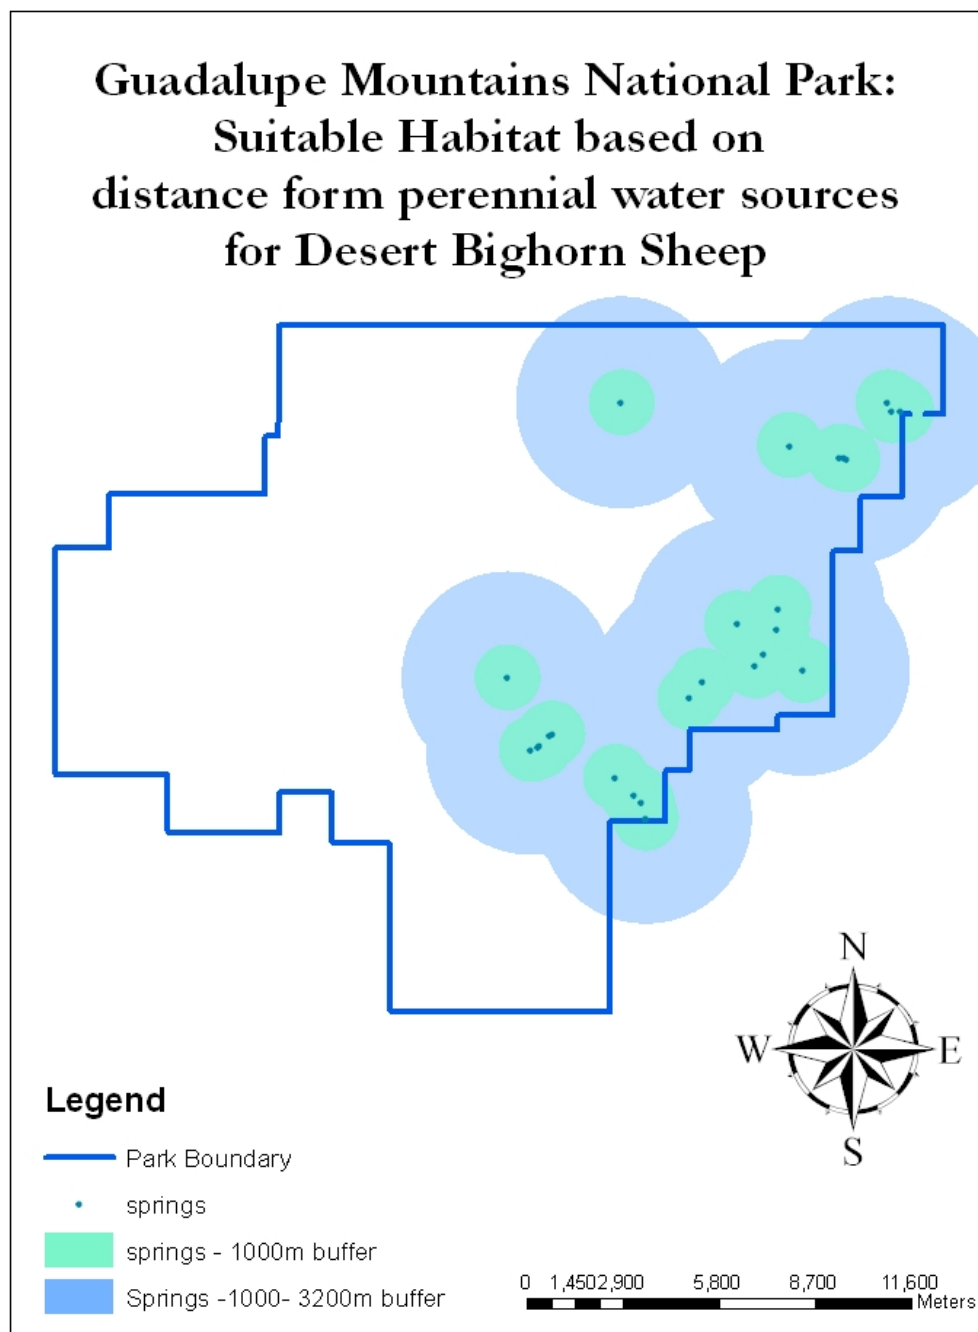 Guadalupe Mountains National Park:
Suitable Habitat based on
distance form perennial water sources
for Desert Bighorn Sheep
N
W E
S
Legend
Park Boundary
springs
springs - 1000m buffer
Springs -1000- 3200m buffer
0 1,4502,900 5,800 8,700 11,600
Meters